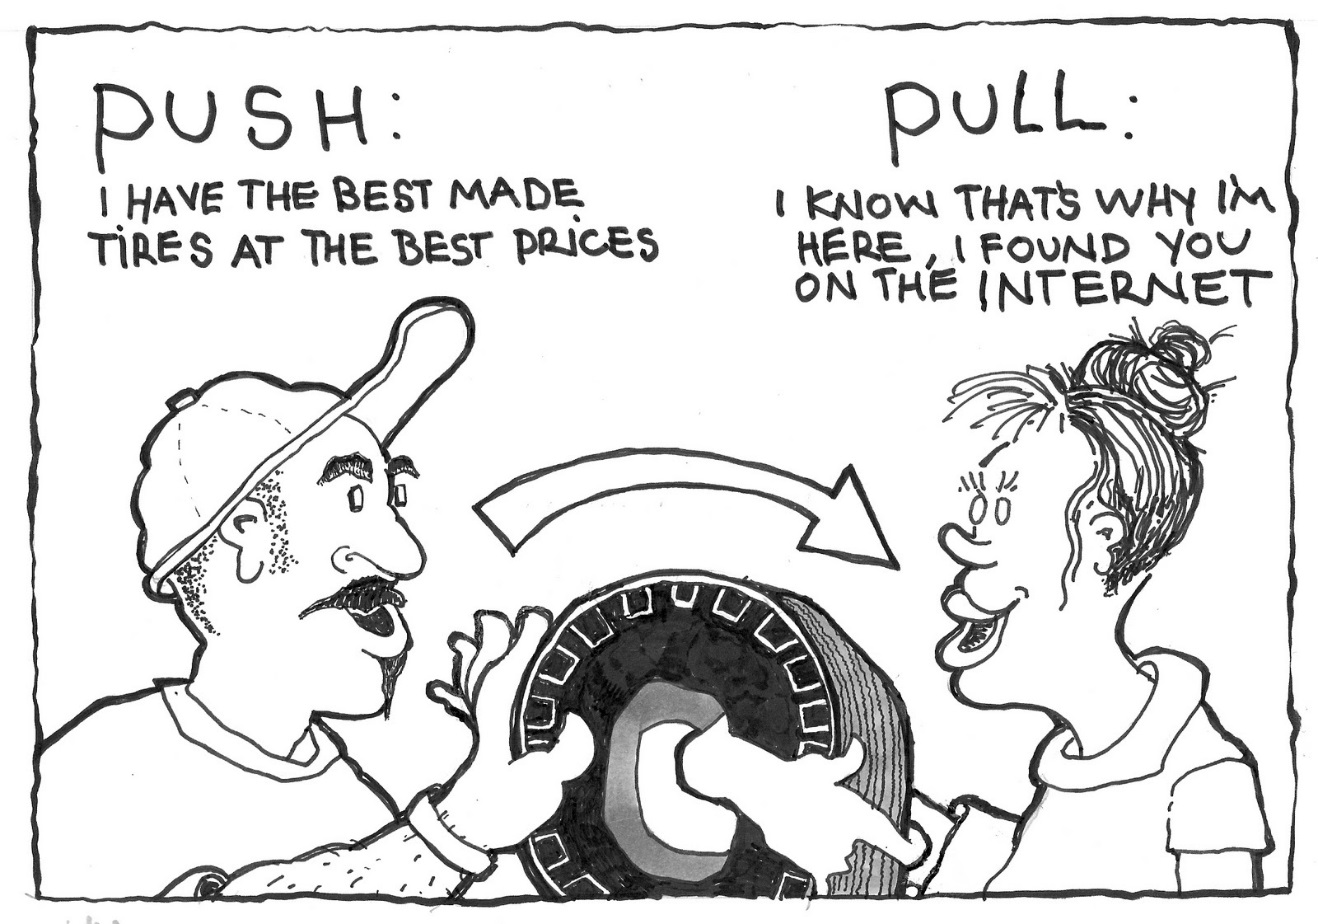 PUSH:
I HAVE THE BEST MADE
TIRES AT THE BEST PRICES
PULL:
I KNOW THAT'S WHY I'M
HERE, I FOUND YOU
ON THE INTERNET